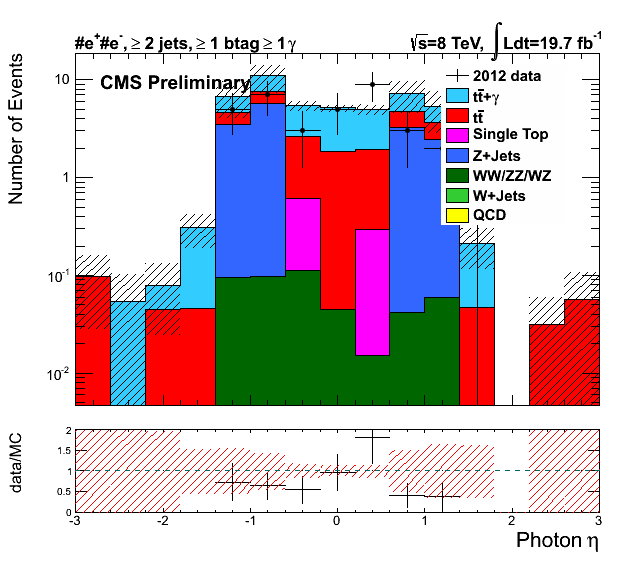 #e⁺#e⁻, ≥ 2 jets, ≥ 1 btag ≥ 1 γ
√s=8 TeV, ∫Ldt=19.7 fb⁻¹
CMS Preliminary
2012 data
tt̄+γ
tt̄
Single Top
Z+Jets
WW/ZZ/WZ
W+Jets
QCD
Number of Events
10
1
10⁻¹
10⁻²
data/MC
2
1.5
1
0.5
0
-3 -2 -1 0 1 2 3
Photon η